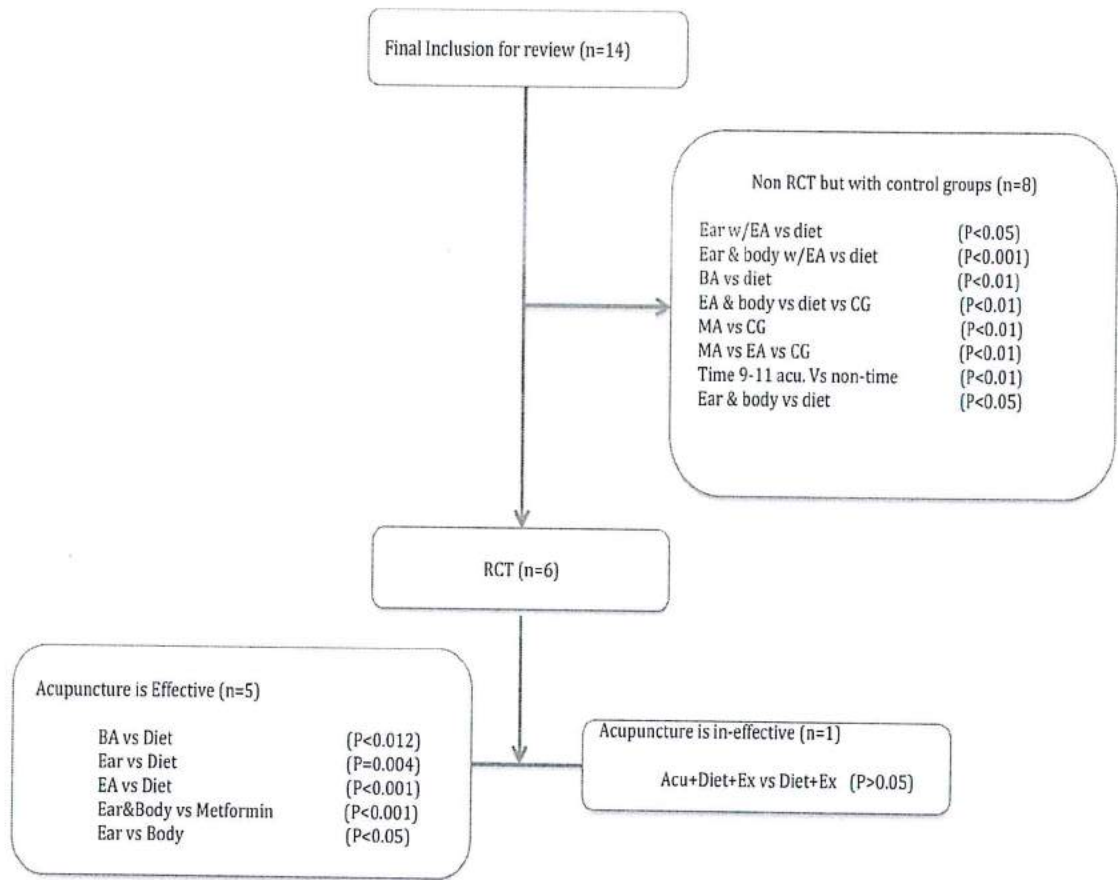 Final Inclusion for review (n=14)
Non RCT but with control groups (n=8)
Ear w/EA vs diet (P<0.05)
Ear & body w/EA vs diet (P<0.001)
BA vs diet (P<0.01)
EA & body vs diet vs CG (P<0.01)
MA vs CG (P<0.01)
MA vs EA vs CG (P<0.01)
Time 9-11 acu. Vs non-time (P<0.01)
Ear & body vs diet (P<0.05)
RCT (n=6)
Acupuncture is Effective (n=5)
BA vs Diet (P<0.012)
Ear vs Diet (P=0.004)
EA vs Diet (P<0.001)
Ear&Body vs Metformin (P<0.001)
Ear vs Body (P<0.05)
Acupuncture is in-effective (n=1)
Acu+Diet+Ex vs Diet+Ex (P>0.05)